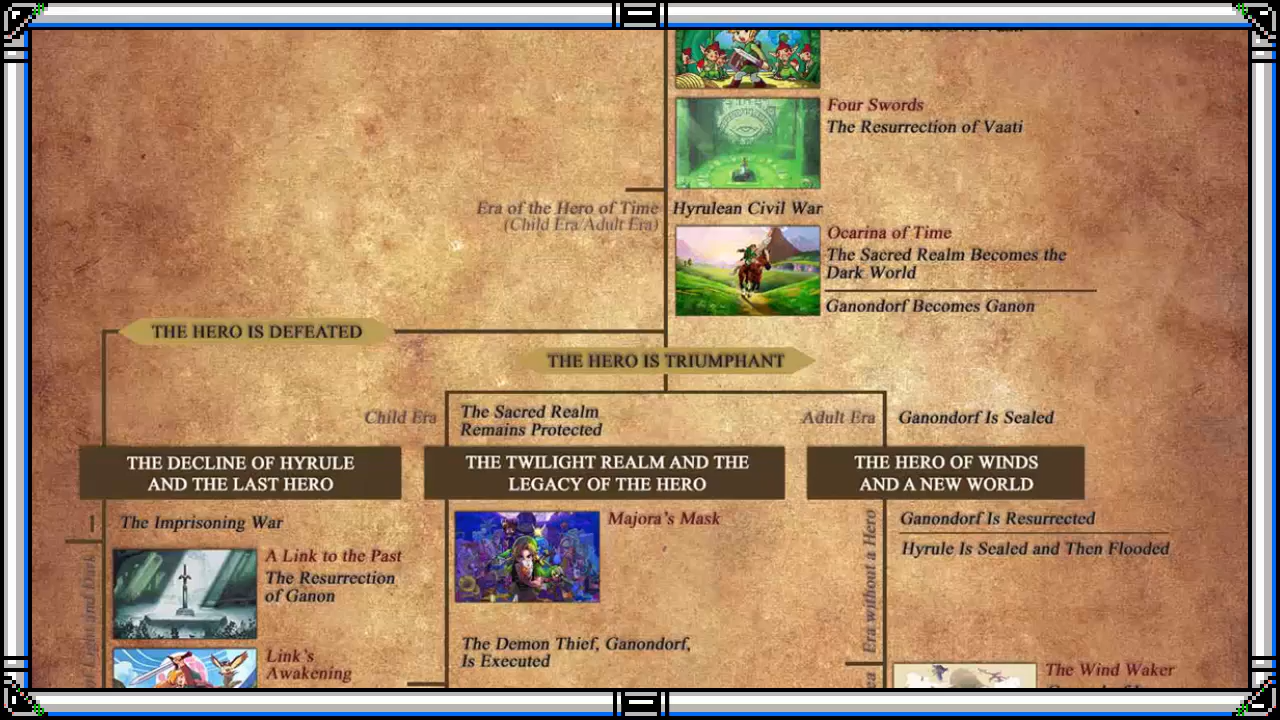 Four Swords
The Resurrection of Vaati
Era of the Hero of Time
(Child Era/Adult Era)
Hyrulean Civil War
Ocarina of Time
The Sacred Realm Becomes the
Dark World
Ganondorf Becomes Ganon
THE HERO IS DEFEATED
THE HERO IS TRIUMPHANT
Child Era
The Sacred Realm
Remains Protected
Adult Era
Ganondorf Is Sealed
THE DECLINE OF HYRULE
AND THE LAST HERO
THE TWILIGHT REALM AND THE
LEGACY OF THE HERO
THE HERO OF WINDS
AND A NEW WORLD
The Imprisoning War
A Link to the Past
The Resurrection
of Ganon
Link's
Awakening
of Light and Dark
Majora's Mask
The Demon Thief, Ganondorf,
Is Executed
Ganondorf Is Resurrected
Hyrule Is Sealed and Then Flooded
Era without a Hero
The Wind Waker